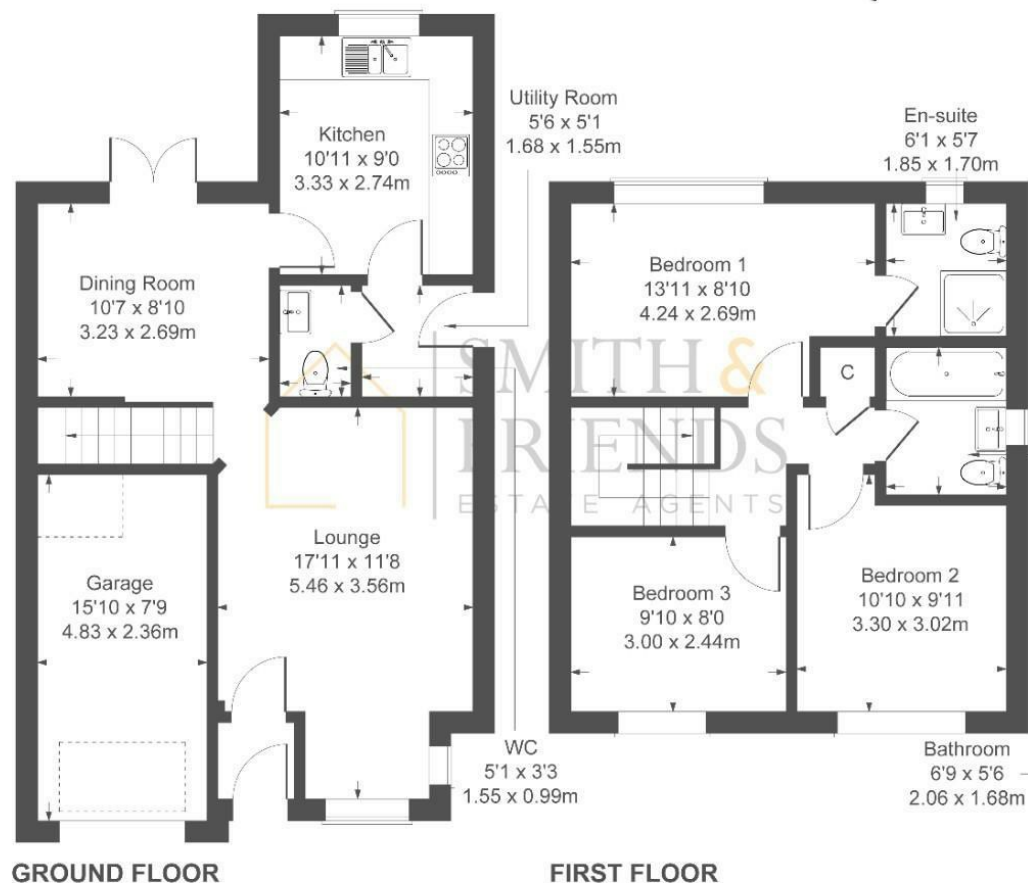 Utility Room
5'6 x 5'1
1.68 x 1.55m
En-suite
6'1 x 5'7
1.85 x 1.70m
Kitchen
10'11 x 9'0
3.33 x 2.74m
Dining Room
10'7 x 8'10
3.23 x 2.69m
Bedroom 1
13'11 x 8'10
4.24 x 2.69m
C
SMITH &
FRIENDS
ESTATE AGENTS
Lounge
17'11 x 11'8
5.46 x 3.56m
Garage
15'10 x 7'9
4.83 x 2.36m
Bedroom 3
9'10 x 8'0
3.00 x 2.44m
Bedroom 2
10'10 x 9'11
3.30 x 3.02m
WC
5'1 x 3'3
1.55 x 0.99m
Bathroom
6'9 x 5'6
2.06 x 1.68m
GROUND FLOOR
FIRST FLOOR